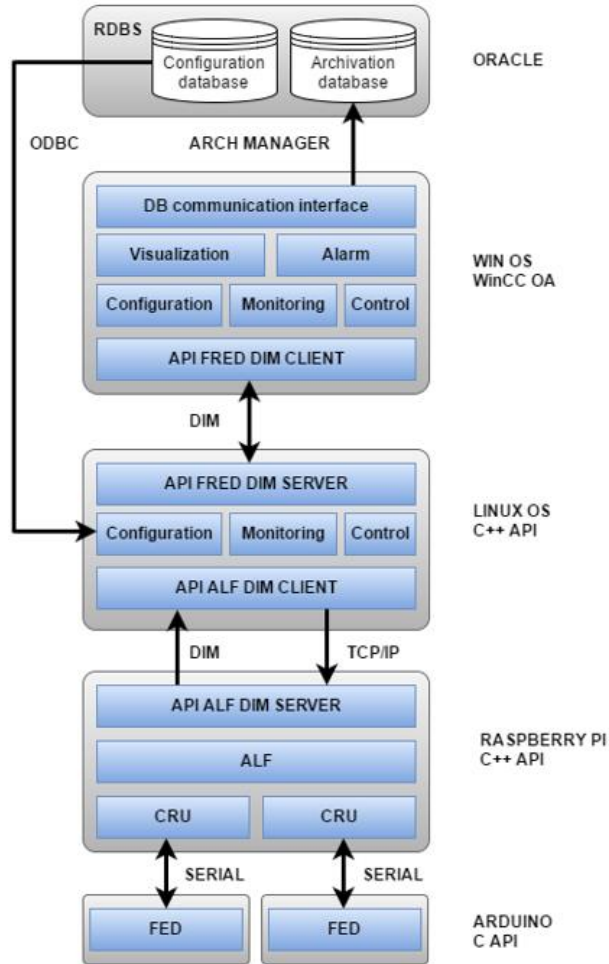 RDBS
Configuration
database
Archivation
database
ORACLE
ODBC
ARCH MANAGER
DB communication interface
Visualization
Alarm
Configuration
Monitoring
Control
API FRED DIM CLIENT
WIN OS
WinCC OA
DIM
API FRED DIM SERVER
Configuration
Monitoring
Control
API ALF DIM CLIENT
LINUX OS
C++ API
DIM
TCP/IP
API ALF DIM SERVER
ALF
CRU
CRU
RASPBERRY PI
C++ API
SERIAL
SERIAL
FED
FED
ARDUINO
C API